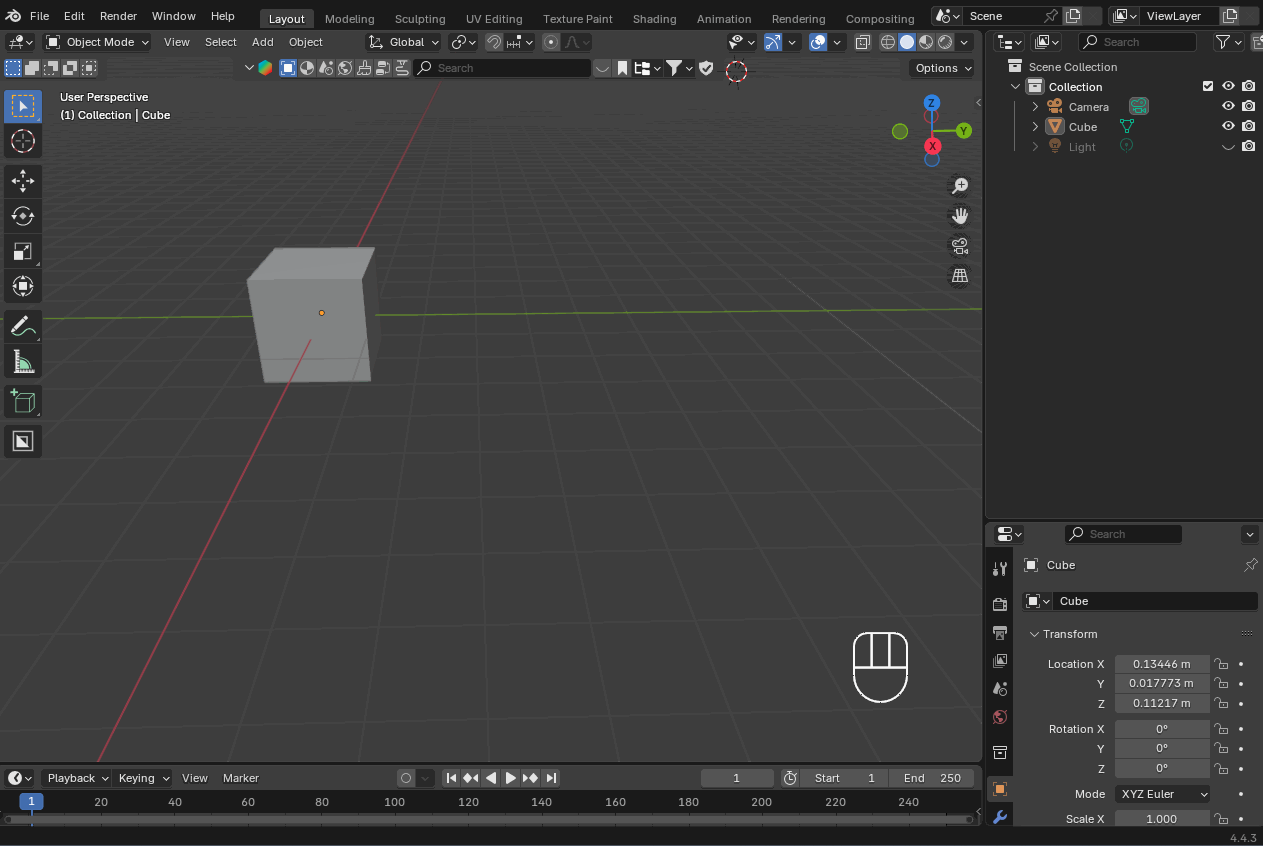 File Edit Render Window Help Layout Modeling Sculpting UV Editing Texture Paint Shading Animation Rendering Compositing Scene ViewLayer
Object Mode View Select Add Object Global Search
Search Options
User Perspective
(1) Collection | Cube
Z
Y
X
Scene Collection
Collection
Camera
Cube
Light
Search
Cube
Cube
Transform
Location X 0.13446 m
Y 0.017773 m
Z 0.11217 m
Rotation X 0°
Y 0°
Z 0°
Mode XYZ Euler
Scale X 1.000
Playback Keying View Marker 1 Start 1 End 250
1 20 40 60 80 100 120 140 160 180 200 220 240
4.4.3